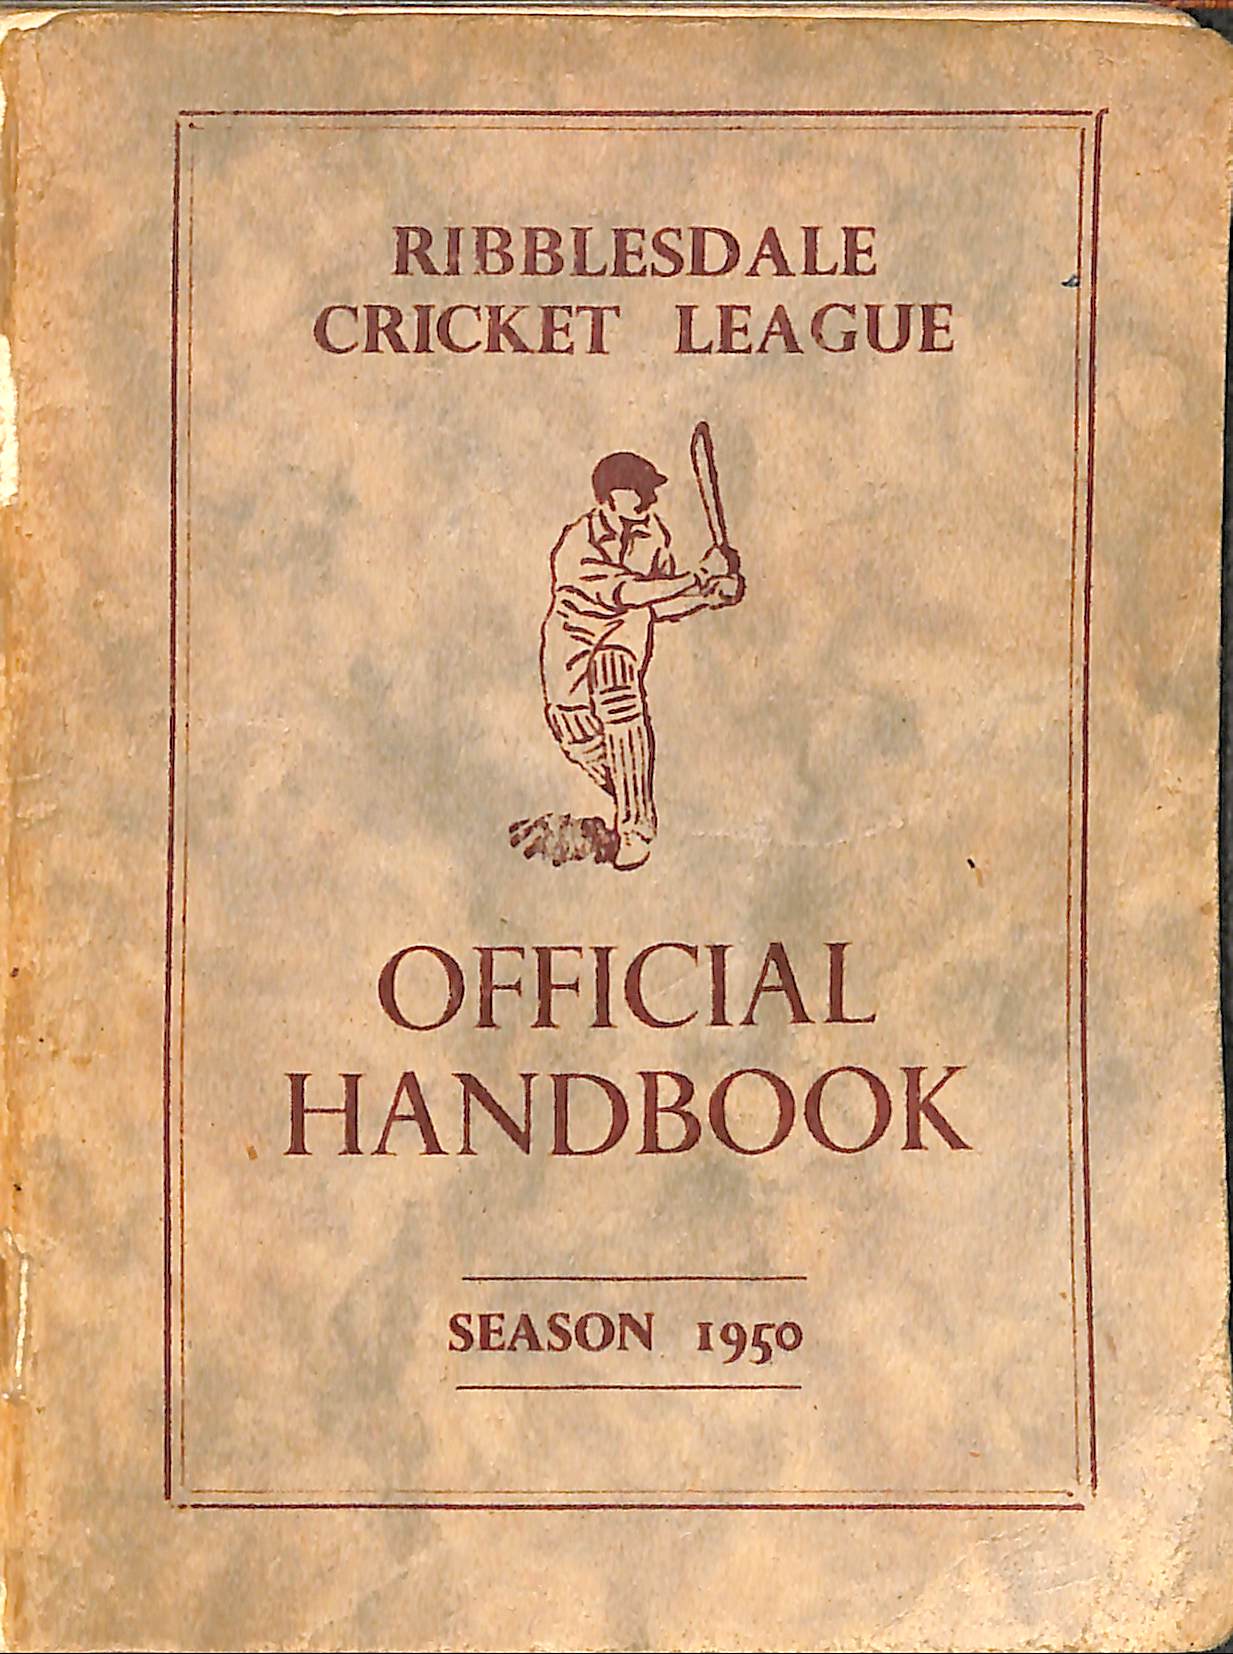 RIBBLESDALE
CRICKET LEAGUE
OFFICIAL
HANDBOOK
SEASON 1950